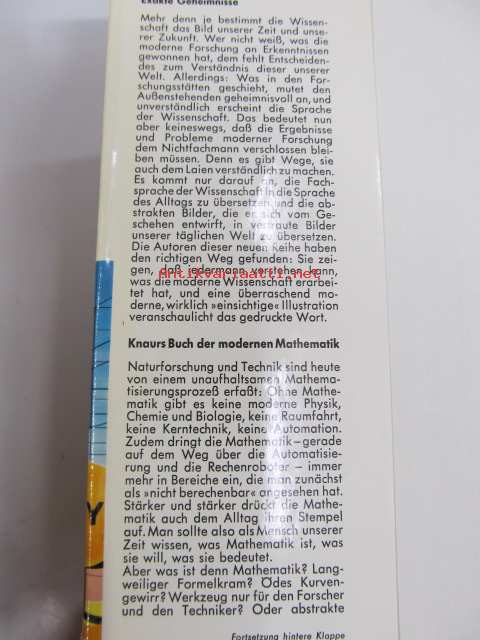 Exakte Geheimnisse
Mehr denn je bestimmt die Wissen-
schaft das Bild unserer Zeit und unse-
rer Zukunft. Wer nicht weiß, was die
moderne Forschung an Erkenntnissen
gewonnen hat, dem fehlt Entscheiden-
des zum Verständnis dieser unserer
Welt. Allerdings: Was in den For-
schungsstätten geschieht, mutet den
Außenstehenden geheimnisvoll an, und
unverständlich erscheint die Sprache
der Wissenschaft. Das bedeutet nun
aber keineswegs, daß die Ergebnisse
und Probleme moderner Forschung
dem Nichtfachmann verschlossen blei-
ben müssen. Denn es gibt Wege, sie
auch dem Laien verständlich zu machen.
Es kommt nur darauf an, die Fach-
sprache der Wissenschaft in die Sprache
des Alltags zu übersetzen und die ab-
strakten Bilder, die er sich vom Ge-
schehen entwirft, in vertraute Bilder
unserer täglichen Welt zu übersetzen.
Die Autoren dieser neuen Reihe haben
den richtigen Weg gefunden: Sie zei-
gen, daß jedermann verstehen kann,
antikvariaatti.net
was die moderne Wissenschaft erarbei-
tet hat, und eine überraschend mo-
derne, wirklich »einsichtige« Illustration
veranschaulicht das gedruckte Wort.
Knaurs Buch der modernen Mathematik
Naturforschung und Technik sind heute
von einem unaufhaltsamen Mathema-
tisierungsprozeß erfaßt: Ohne Mathe-
matik gibt es keine moderne Physik,
Chemie und Biologie, keine Raumfahrt,
keine Kerntechnik, keine Automation.
Zudem dringt die Mathematik – gerade
auf dem Weg über die Automatisie-
rung und die Rechenroboter – immer
mehr in Bereiche ein, die man zunächst
als »nicht berechenbar« angesehen hat.
Stärker und stärker drückt die Mathe-
matik auch dem Alltag ihren Stempel
auf. Man sollte also als Mensch unserer
Zeit wissen, was Mathematik ist, was
sie will, was sie bedeutet.
Aber was ist denn Mathematik? Lang-
weiliger Formelkram? Ödes Kurven-
gewirr? Werkzeug nur für den Forscher
und den Techniker? Oder abstrakte
Fortsetzung hintere Klappe
Y